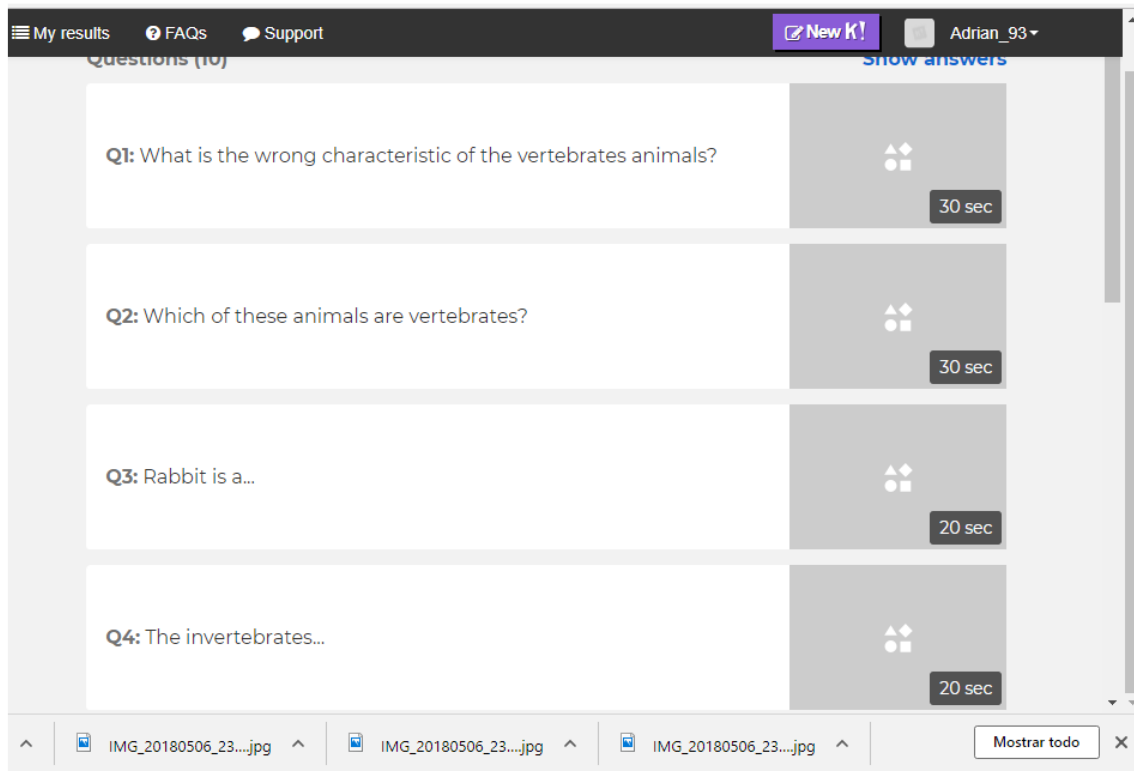 My results FAQs Support New K! Adrian_93
Questions (10) Show answers
Q1: What is the wrong characteristic of the vertebrates animals?
30 sec
Q2: Which of these animals are vertebrates?
30 sec
Q3: Rabbit is a...
20 sec
Q4: The invertebrates...
20 sec
IMG_20180506_23....jpg IMG_20180506_23....jpg IMG_20180506_23....jpg Mostrar todo